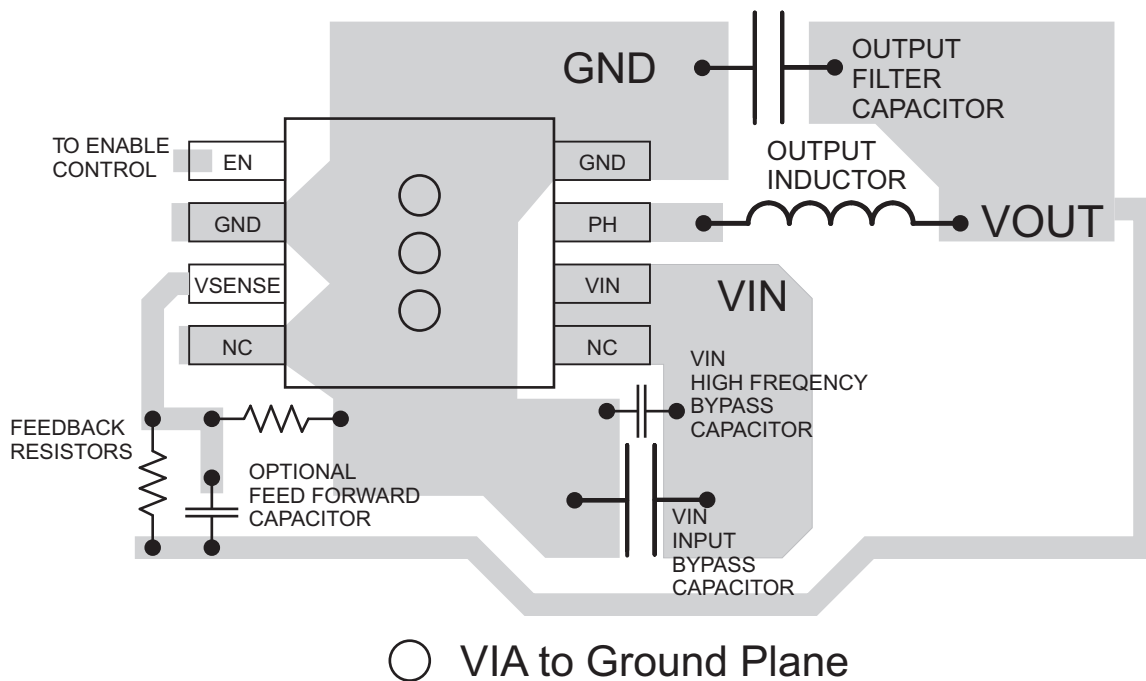 GND
OUTPUT
FILTER
CAPACITOR
TO ENABLE
CONTROL
EN
GND
OUTPUT
INDUCTOR
GND
PH
VOUT
VSENSE
VIN
VIN
NC
NC
VIN
HIGH FREQENCY
BYPASS
CAPACITOR
FEEDBACK
RESISTORS
OPTIONAL
FEED FORWARD
CAPACITOR
VIN
INPUT
BYPASS
CAPACITOR
VIA to Ground Plane